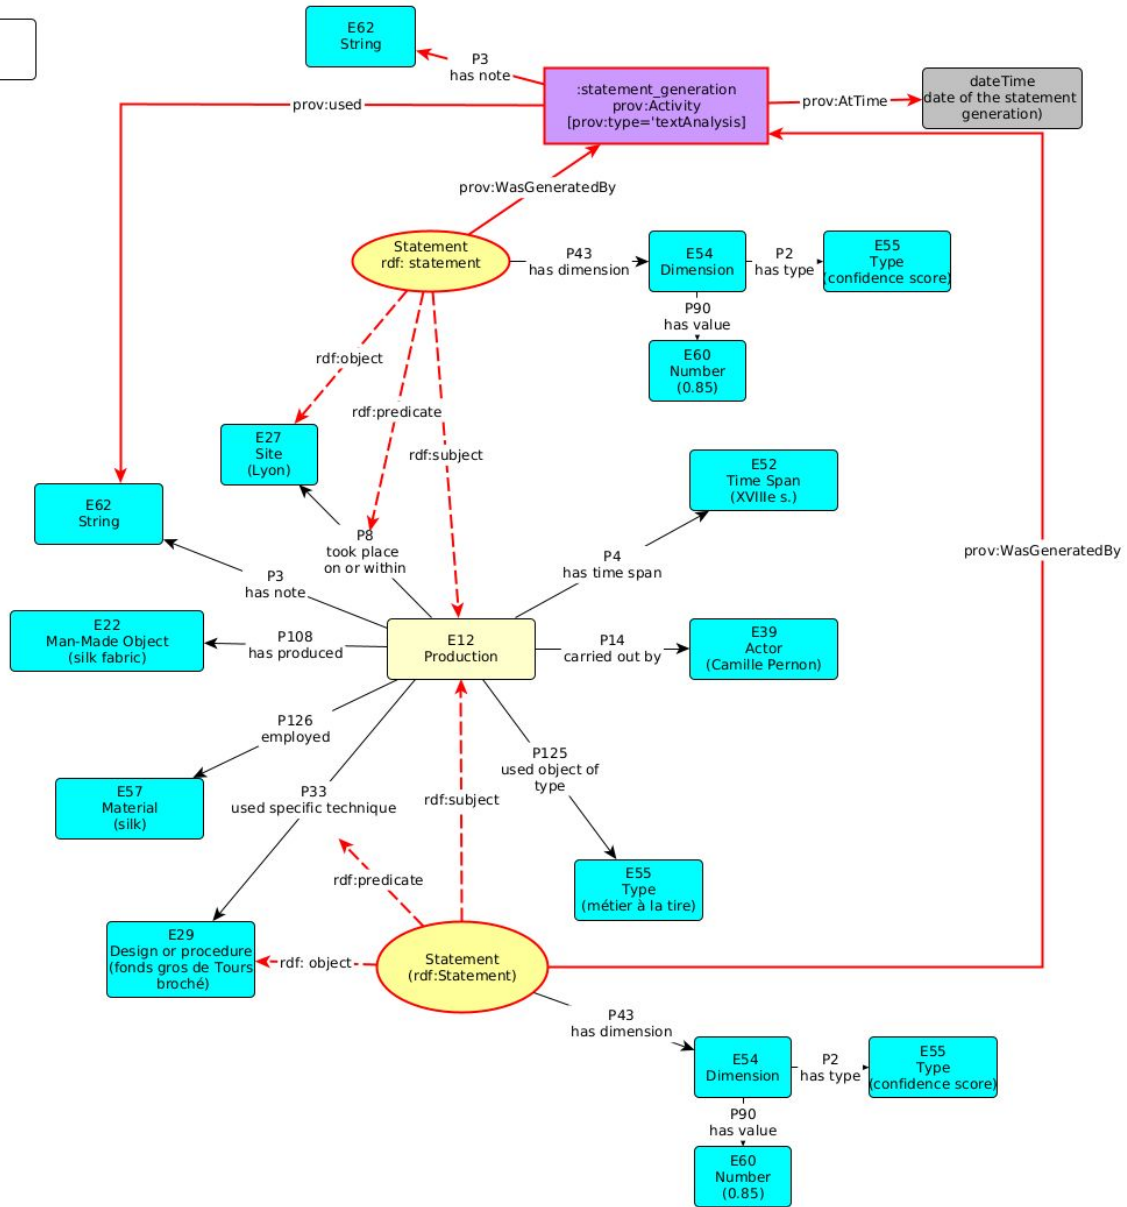 E62
String
P3
has note
:statement_generation
prov:Activity
[prov:type='textAnalysis]
prov:AtTime
dateTime
date of the statement
generation)
prov:used
prov:WasGeneratedBy
Statement
rdf: statement
P43
has dimension
E54
Dimension
P2
has type
E55
Type
(confidence score)
P90
has value
E60
Number
(0.85)
rdf:object
rdf:predicate
rdf:subject
E27
Site
(Lyon)
E52
Time Span
(XVIIIe s.)
E62
String
P8
took place
on or within
P4
has time span
prov:WasGeneratedBy
P3
has note
E22
Man-Made Object
(silk fabric)
P108
has produced
E12
Production
P14
carried out by
E39
Actor
(Camille Pernon)
P126
employed
P125
used object of
type
E57
Material
(silk)
P33
used specific technique
rdf:subject
rdf:predicate
E55
Type
(métier à la tire)
E29
Design or procedure
(fonds gros de Tours
broché)
rdf: object
Statement
(rdf:Statement)
P43
has dimension
E54
Dimension
P2
has type
E55
Type
(confidence score)
P90
has value
E60
Number
(0.85)